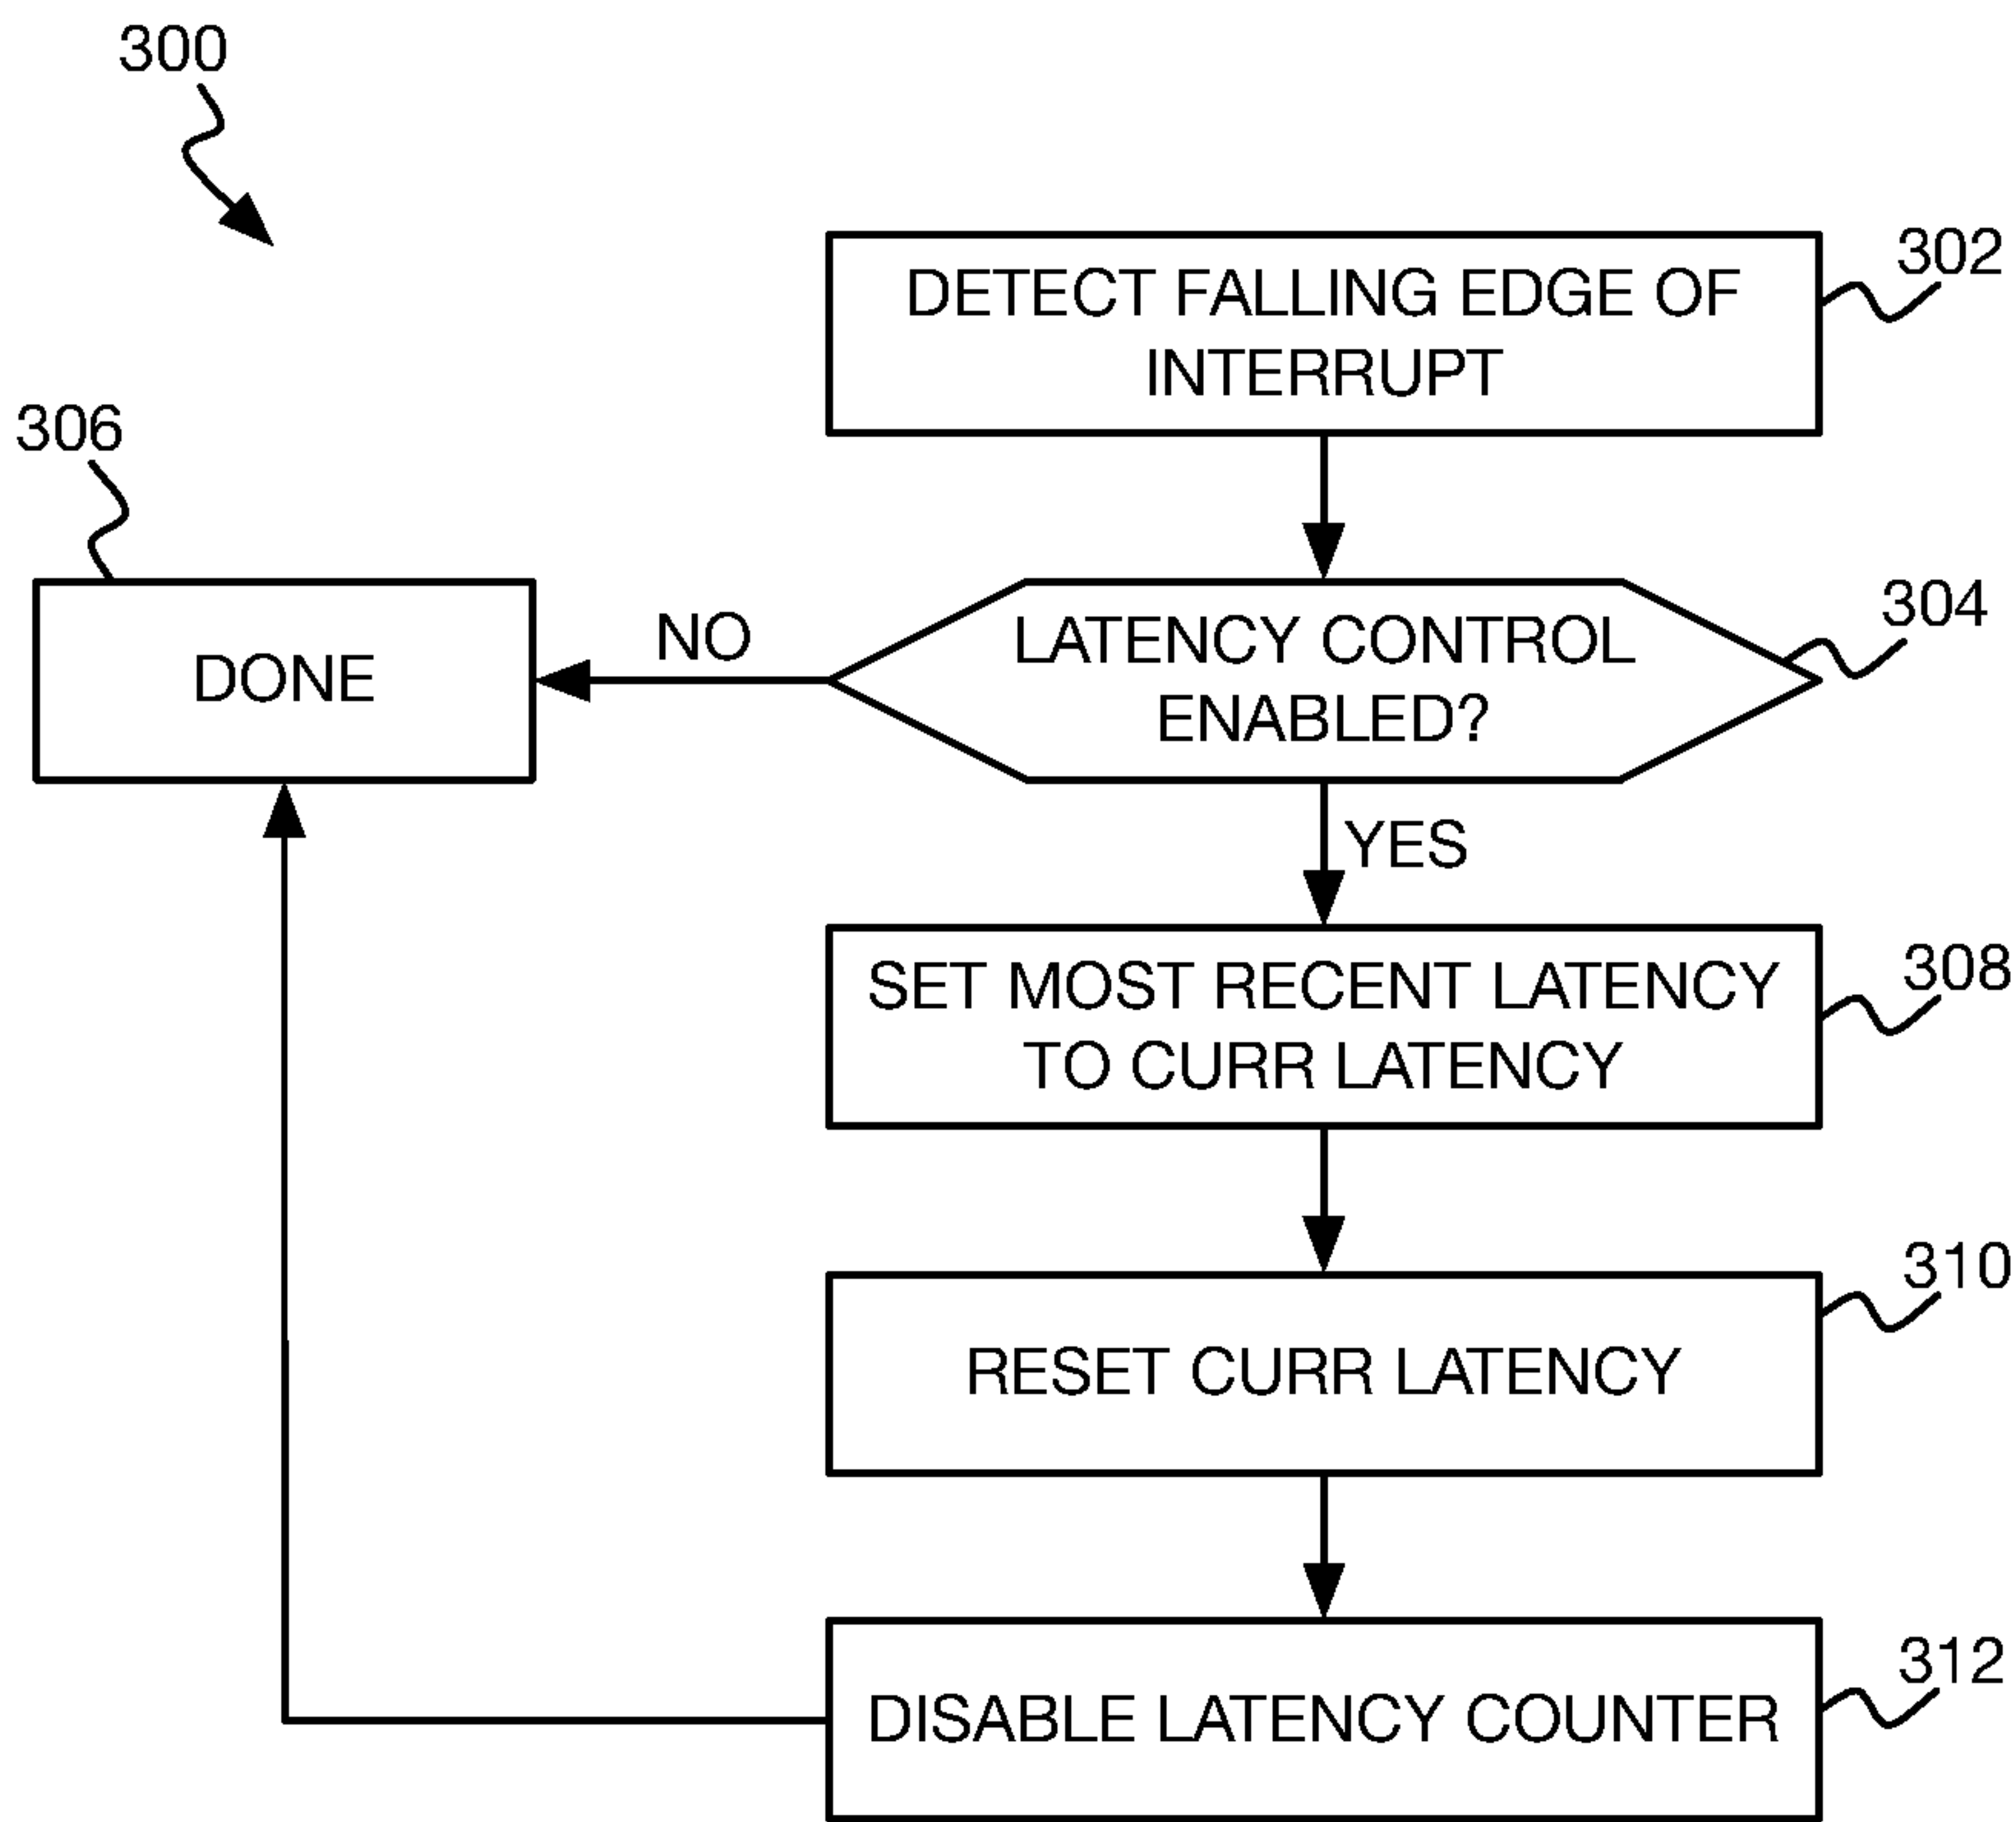 300
302
DETECT FALLING EDGE OF
INTERRUPT
306
304
DONE
NO
LATENCY CONTROL
ENABLED?
YES
308
SET MOST RECENT LATENCY
TO CURR LATENCY
310
RESET CURR LATENCY
312
DISABLE LATENCY COUNTER